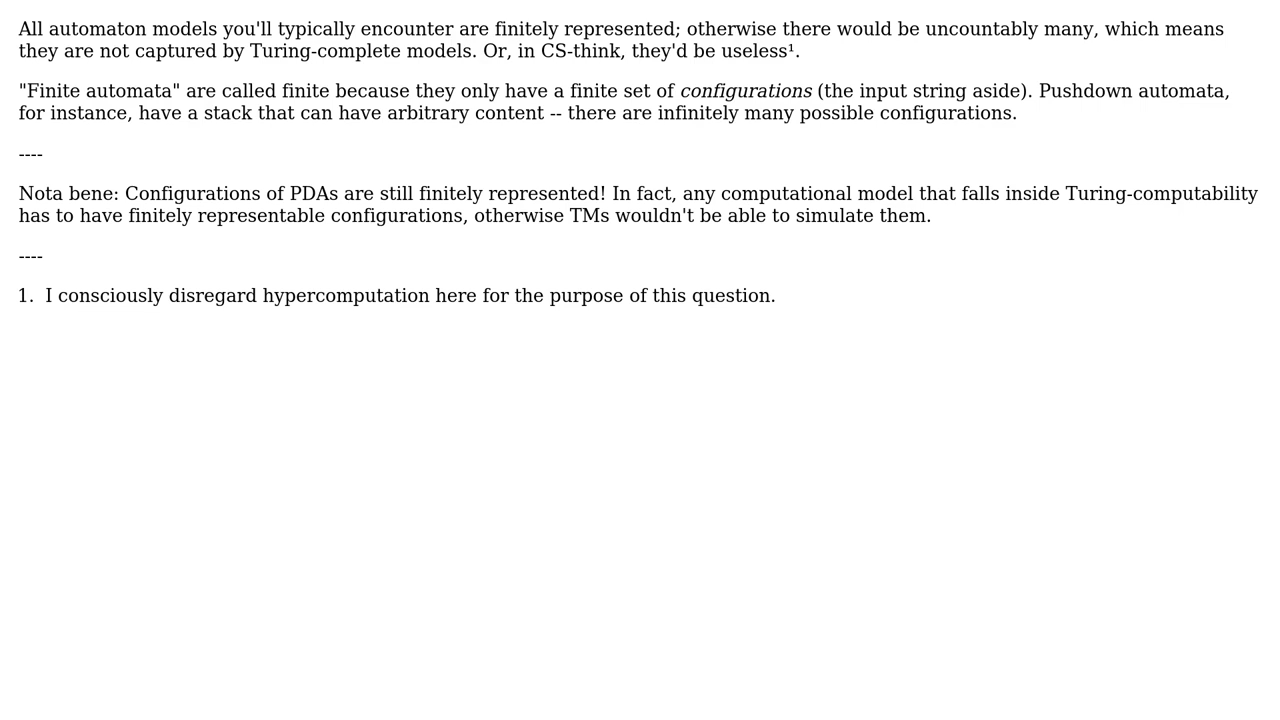 All automaton models you'll typically encounter are finitely represented; otherwise there would be uncountably many, which means
they are not captured by Turing-complete models. Or, in CS-think, they'd be useless¹.
"Finite automata" are called finite because they only have a finite set of configurations (the input string aside). Pushdown automata,
for instance, have a stack that can have arbitrary content -- there are infinitely many possible configurations.
----
Nota bene: Configurations of PDAs are still finitely represented! In fact, any computational model that falls inside Turing-computability
has to have finitely representable configurations, otherwise TMs wouldn't be able to simulate them.
----
1. I consciously disregard hypercomputation here for the purpose of this question.